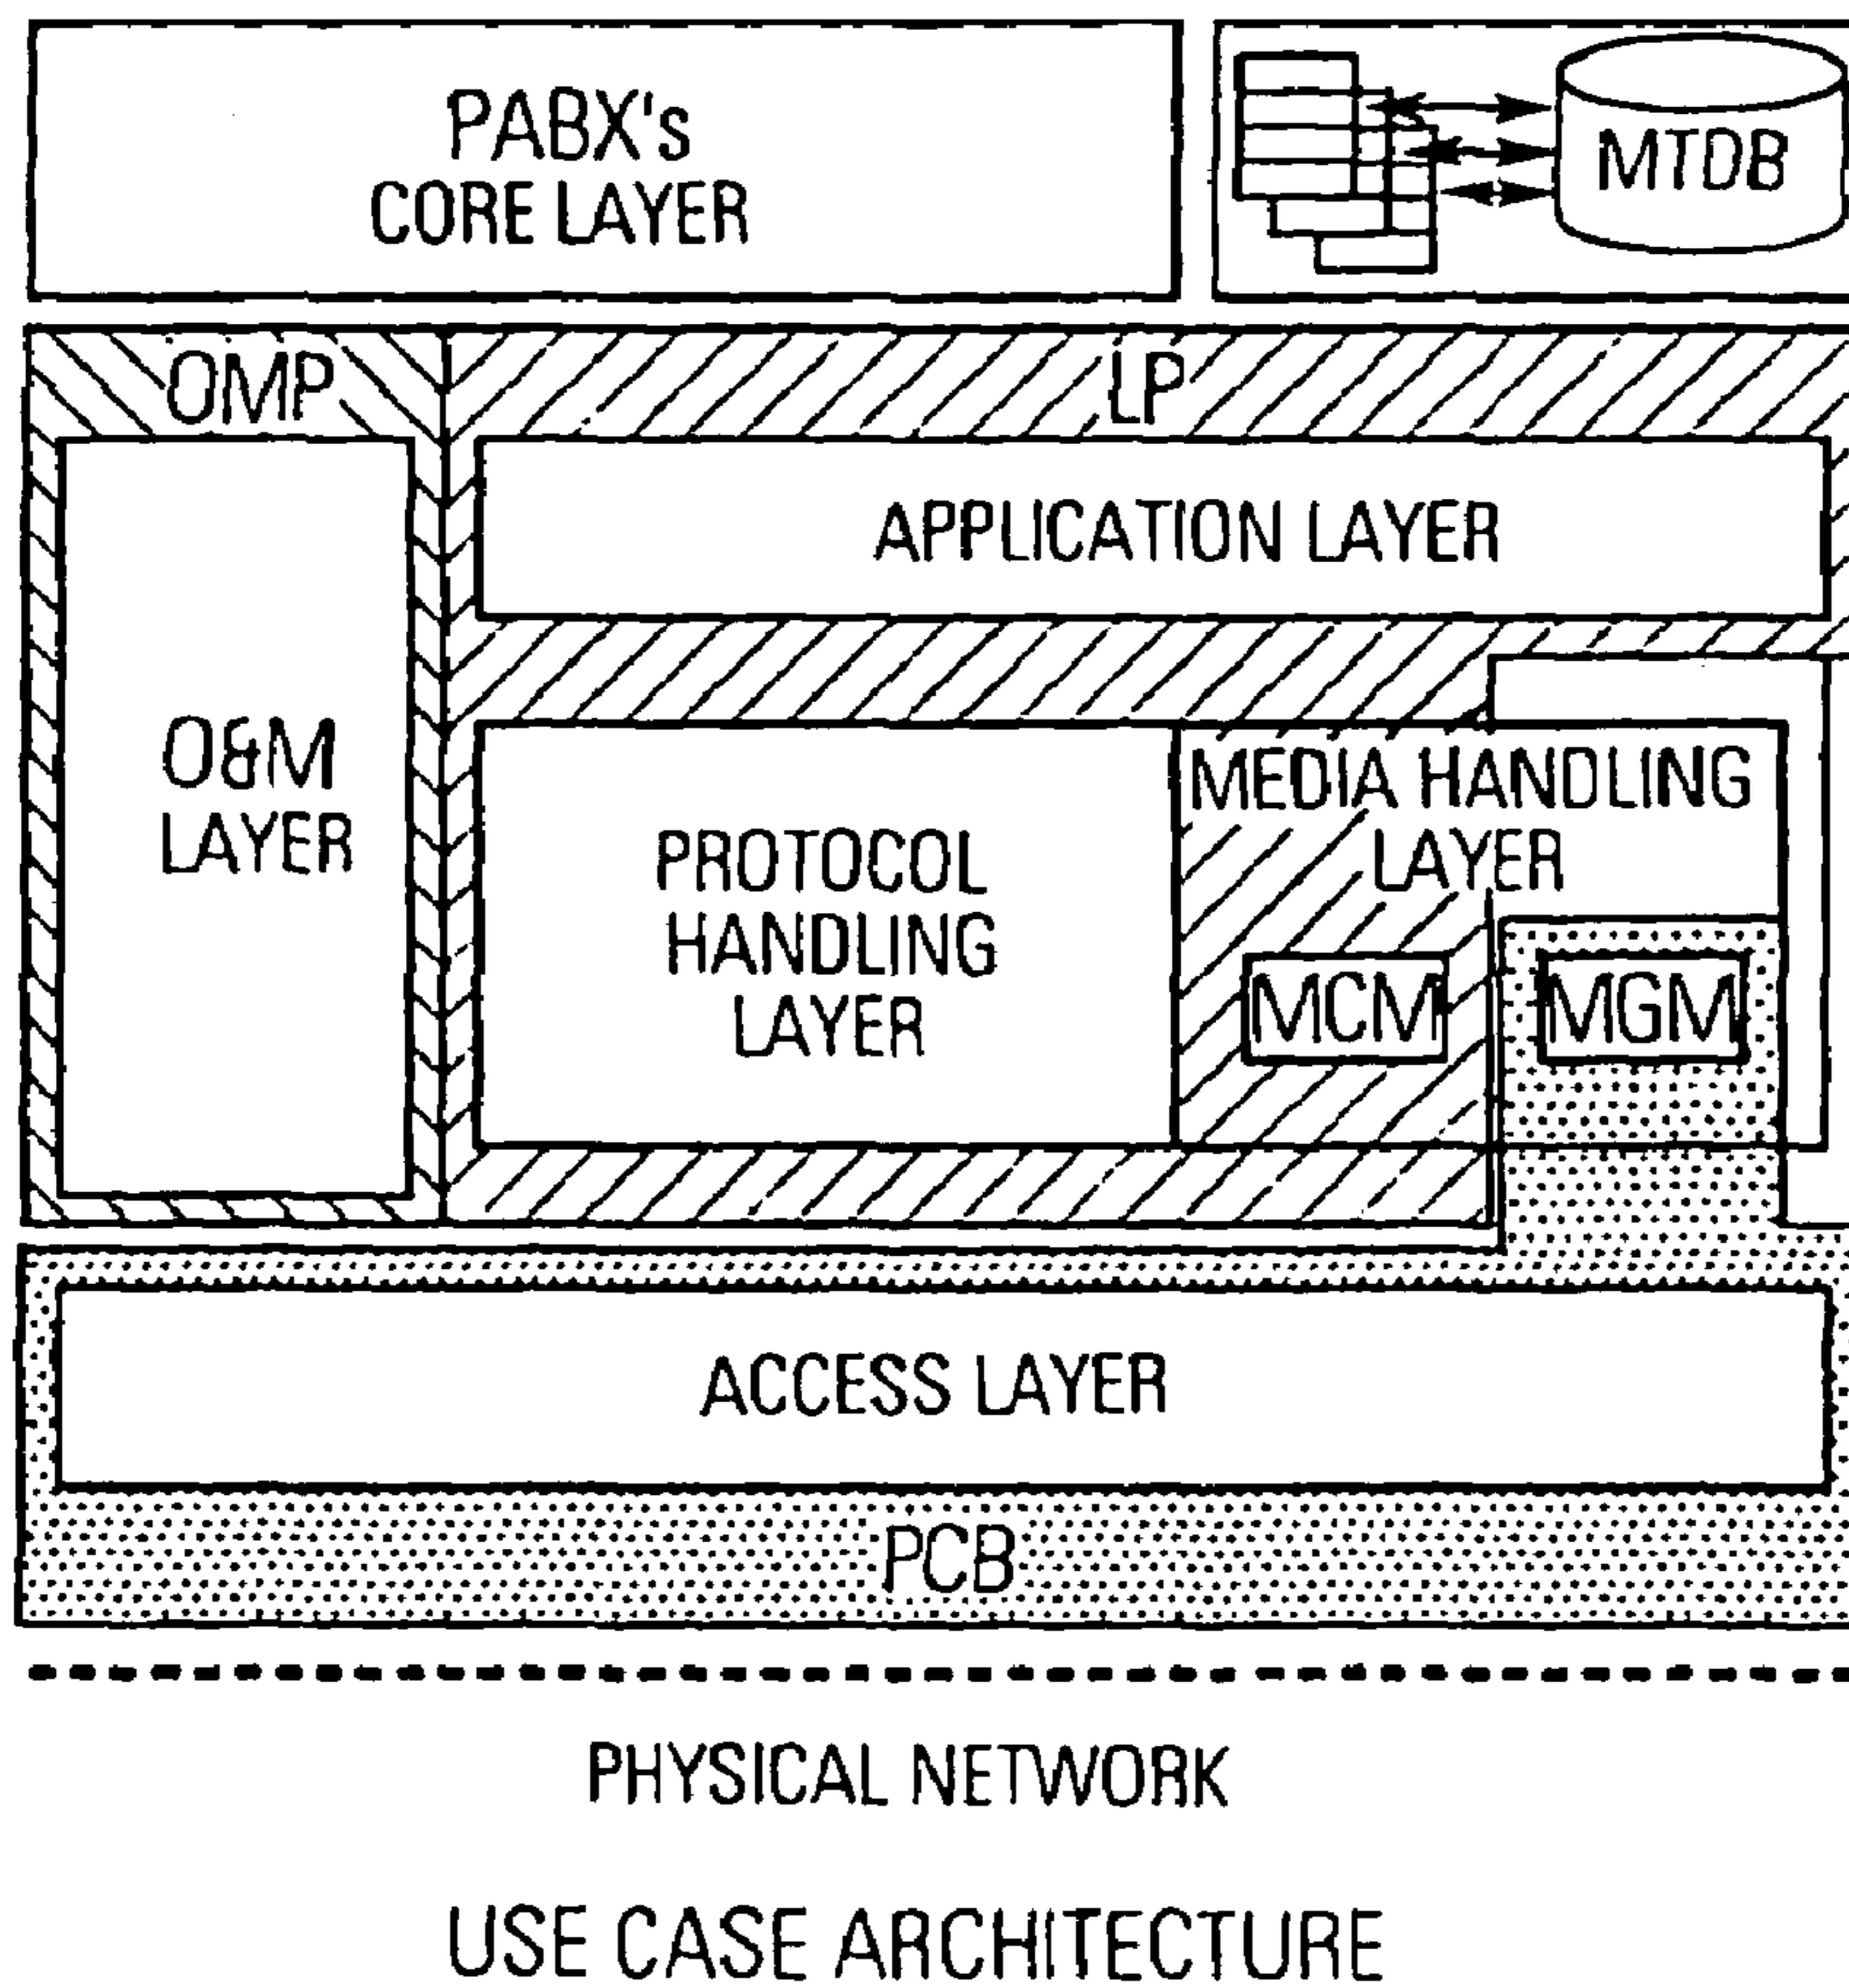 PABX's
CORE LAYER
MTDB
OMP
LP
APPLICATION LAYER
O&M
LAYER
PROTOCOL
HANDLING
LAYER
MEDIA HANDLING
LAYER
MCM
MGM
ACCESS LAYER
PCB
PHYSICAL NETWORK
USE CASE ARCHITECTURE